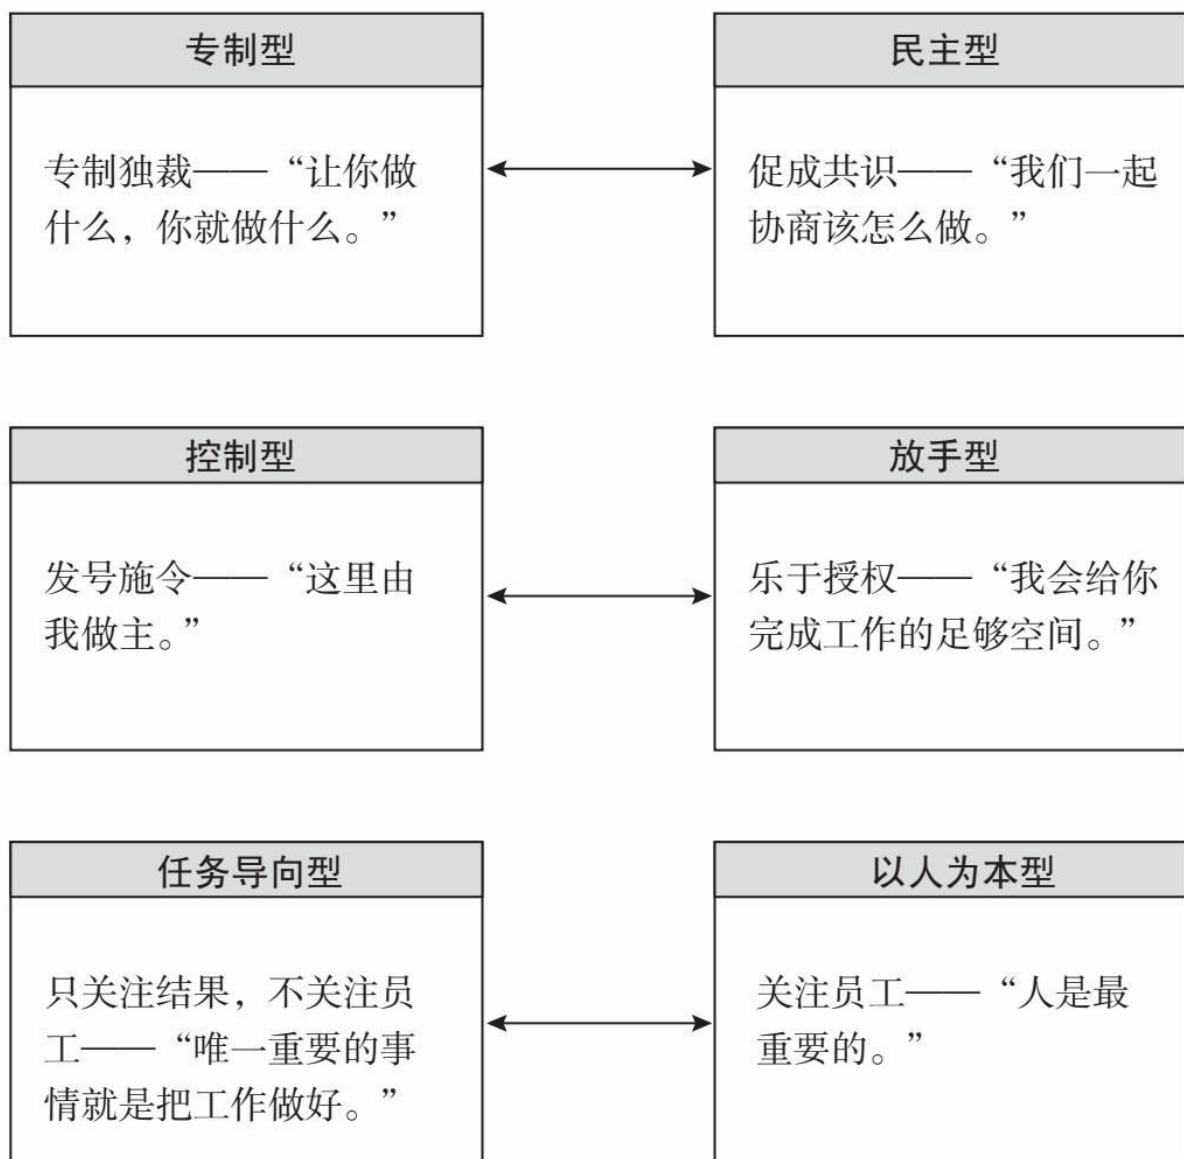 专制型
专制独裁—— “让你做
什么，你就做什么。”
民主型
促成共识—— “我们一起
协商该怎么做。”
控制型
发号施令—— “这里由
我做主。”
放手型
乐于授权—— “我会给你
完成工作的足够空间。”
任务导向型
只关注结果，不关注员
工—— “唯一重要的事
情就是把工作做好。”
以人为本型
关注员工—— “人是最
重要的。”